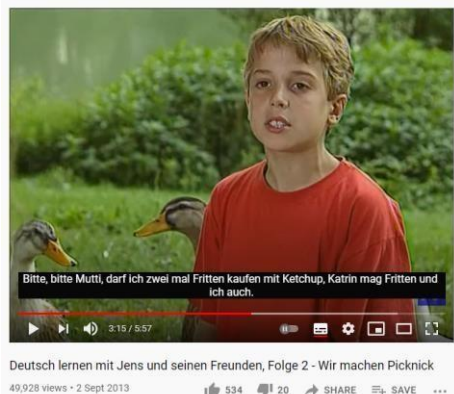 Bitte, bitte Mutti, darf ich zwei mal Fritten kaufen mit Ketchup, Katrin mag Fritten und
ich auch.
3:15 / 5:57
Deutsch lernen mit Jens und seinen Freunden, Folge 2 - Wir machen Picknick
49,928 views • 2 Sept 2013 534 20 SHARE SAVE